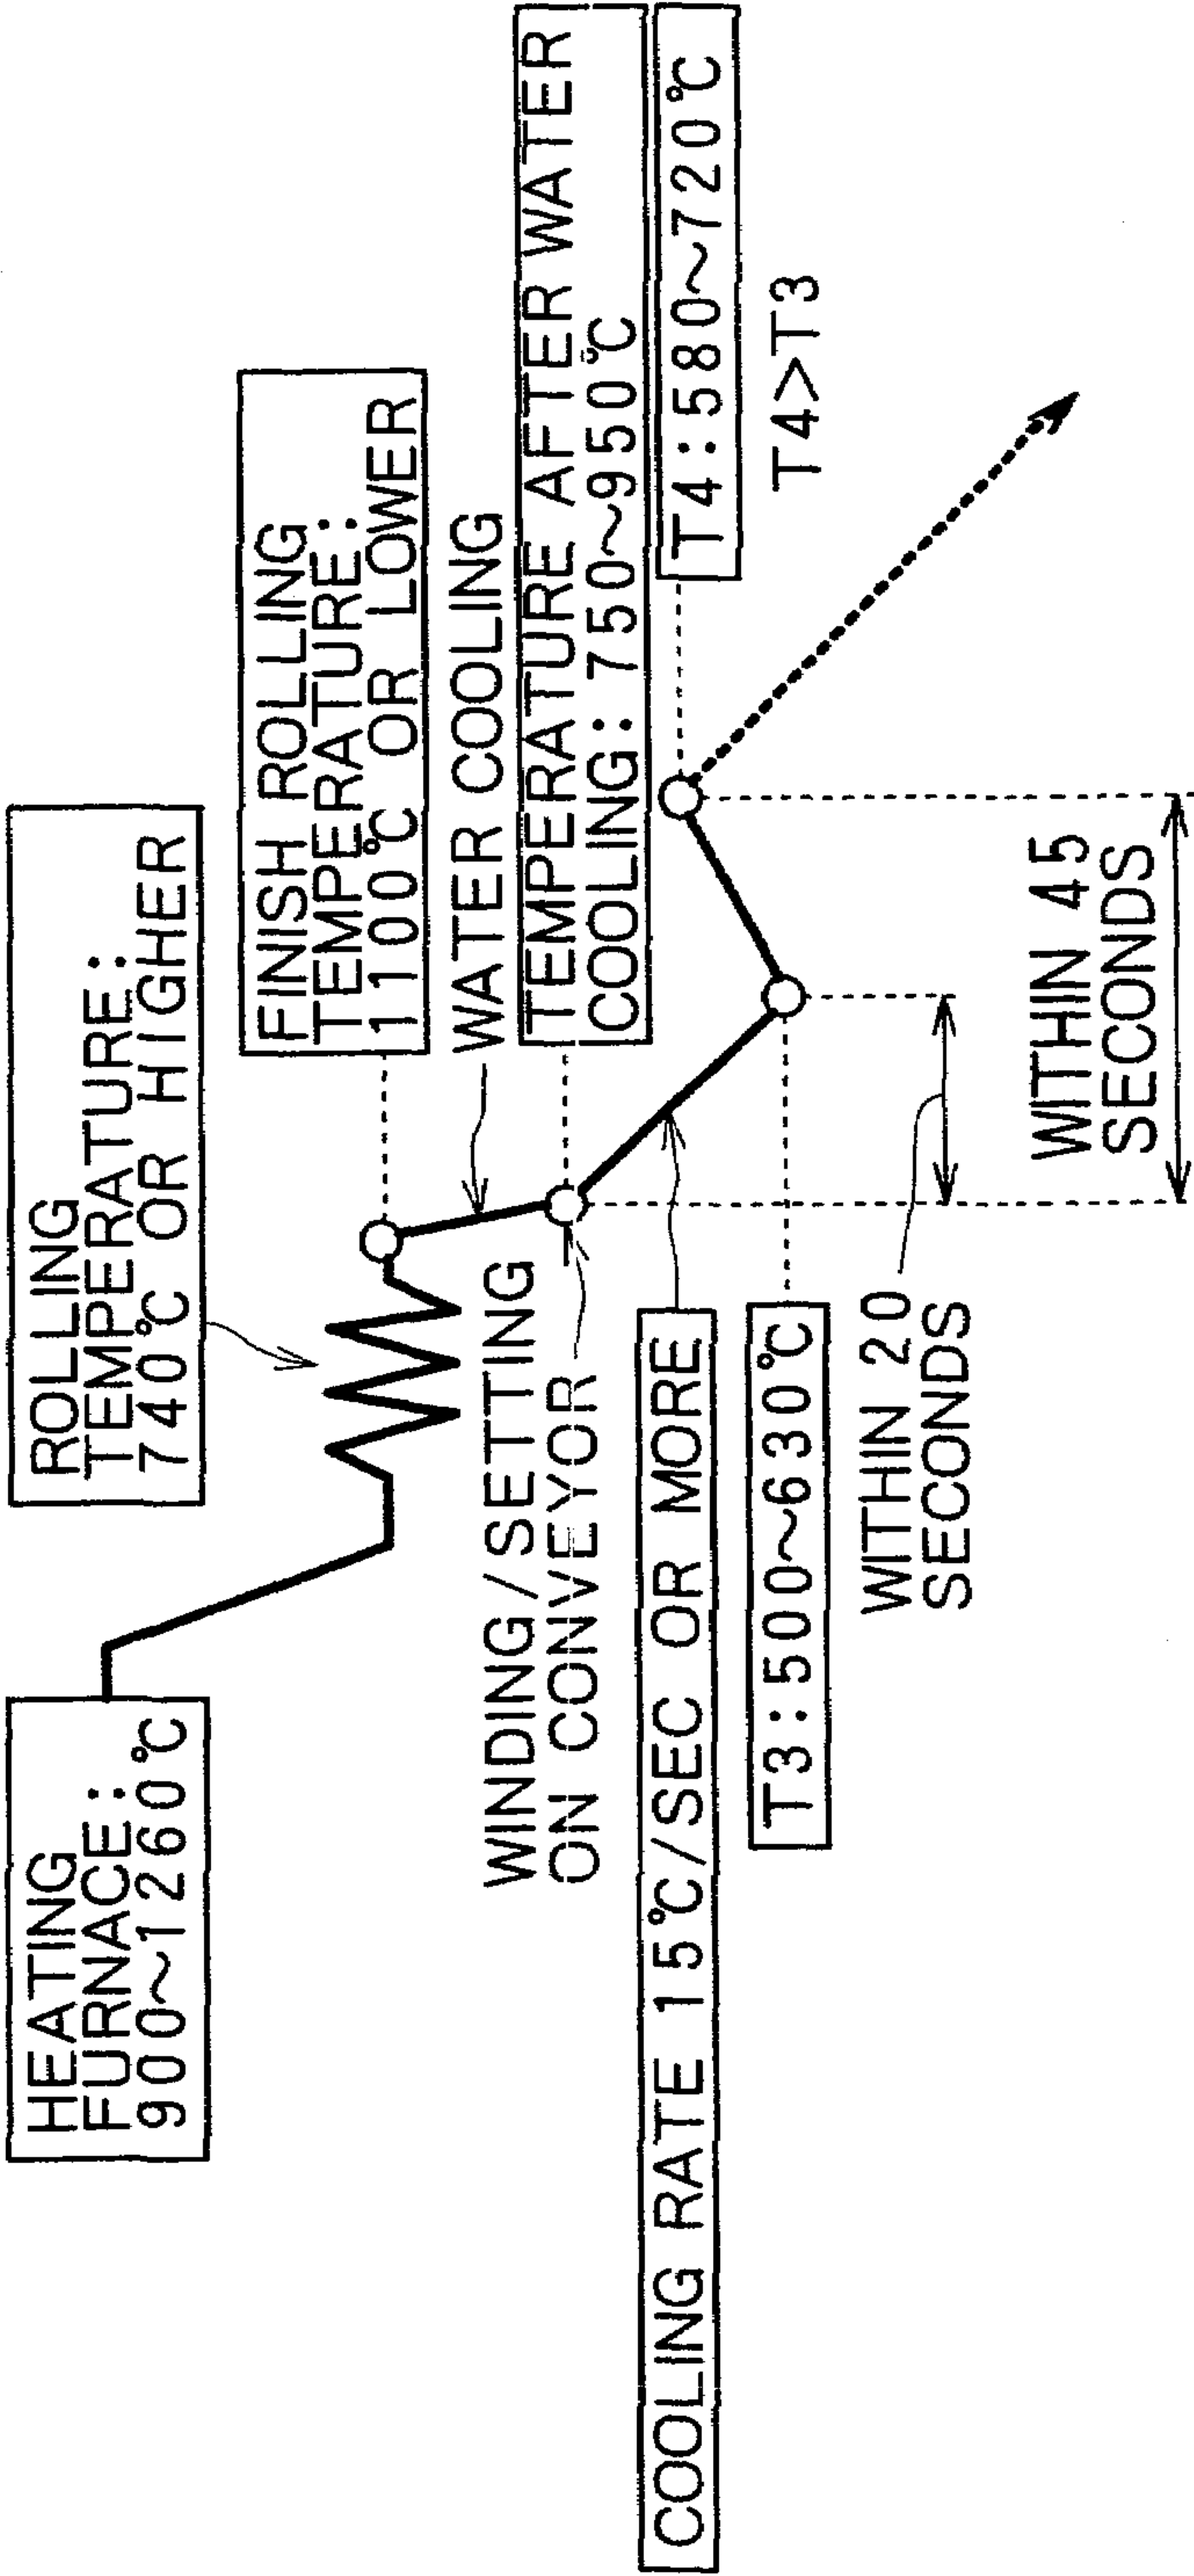 HEATING
FURNACE:
900~1260℃
ROLLING
TEMPERATURE:
740℃ OR HIGHER
FINISH ROLLING
TEMPERATURE:
1100℃ OR LOWER
WATER COOLING
TEMPERATURE AFTER WATER
COOLING: 750~950℃
WINDING/SETTING
ON CONVEYOR
COOLING RATE 15℃/SEC OR MORE
T4:580~720℃
T4>T3
T3:500~630℃
WITHIN 20
SECONDS
WITHIN 45
SECONDS